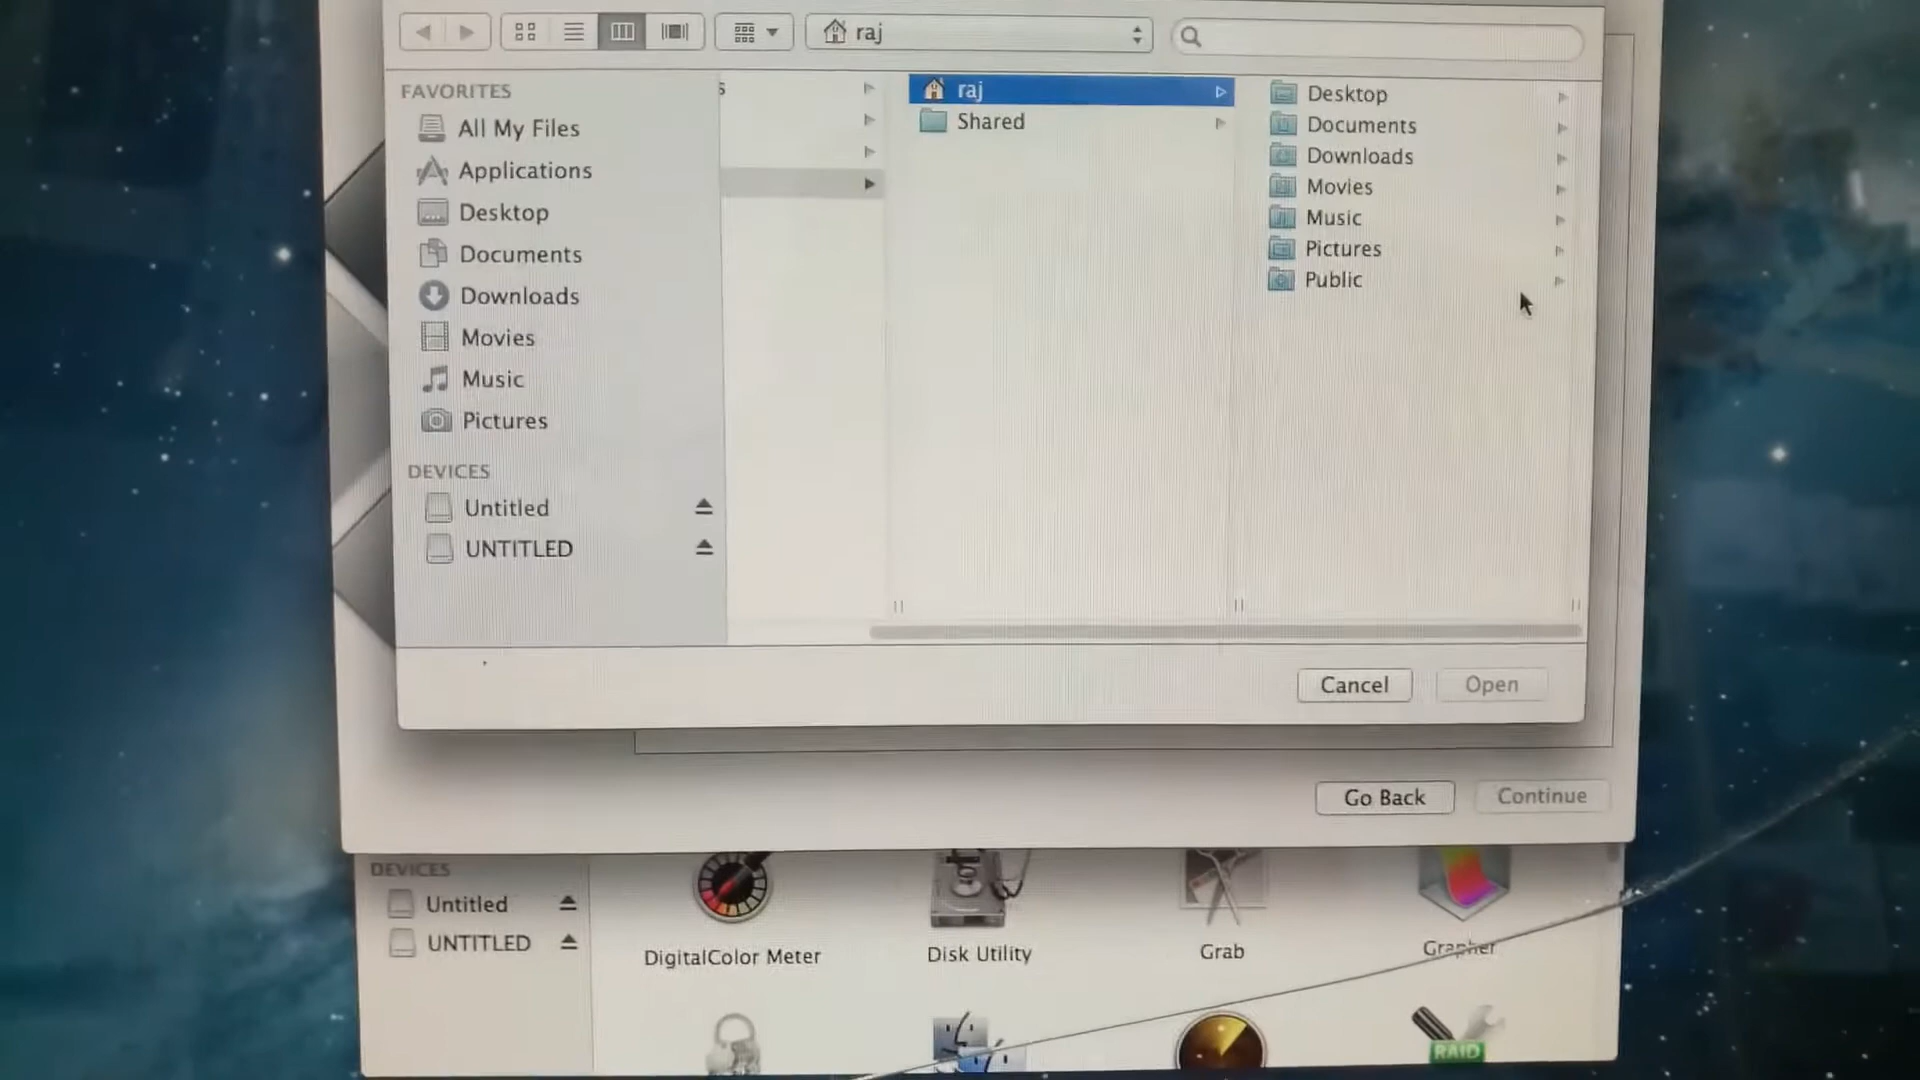 raj
FAVORITES
All My Files
Applications
Desktop
Documents
Downloads
Movies
Music
Pictures
DEVICES
Untitled
UNTITLED
s
raj
Shared
Desktop
Documents
Downloads
Movies
Music
Pictures
Public
Cancel
Open
Go Back
Continue
DEVICES
Untitled
UNTITLED
DigitalColor Meter
Disk Utility
Grab
Grapher
RAID